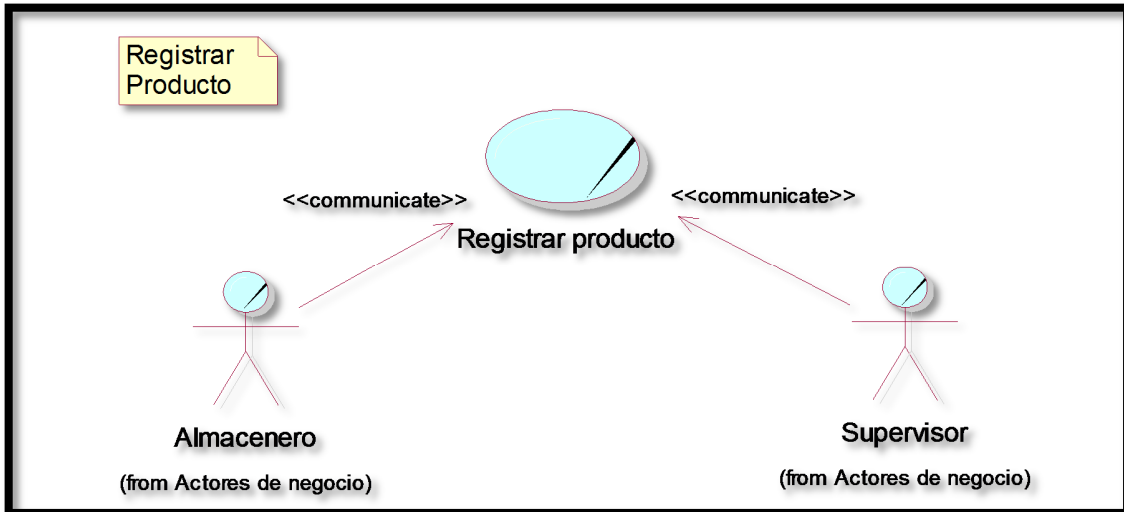 Registrar
Producto
<<communicate>>
<<communicate>>
Registrar producto
Almacenero
(from Actores de negocio)
Supervisor
(from Actores de negocio)